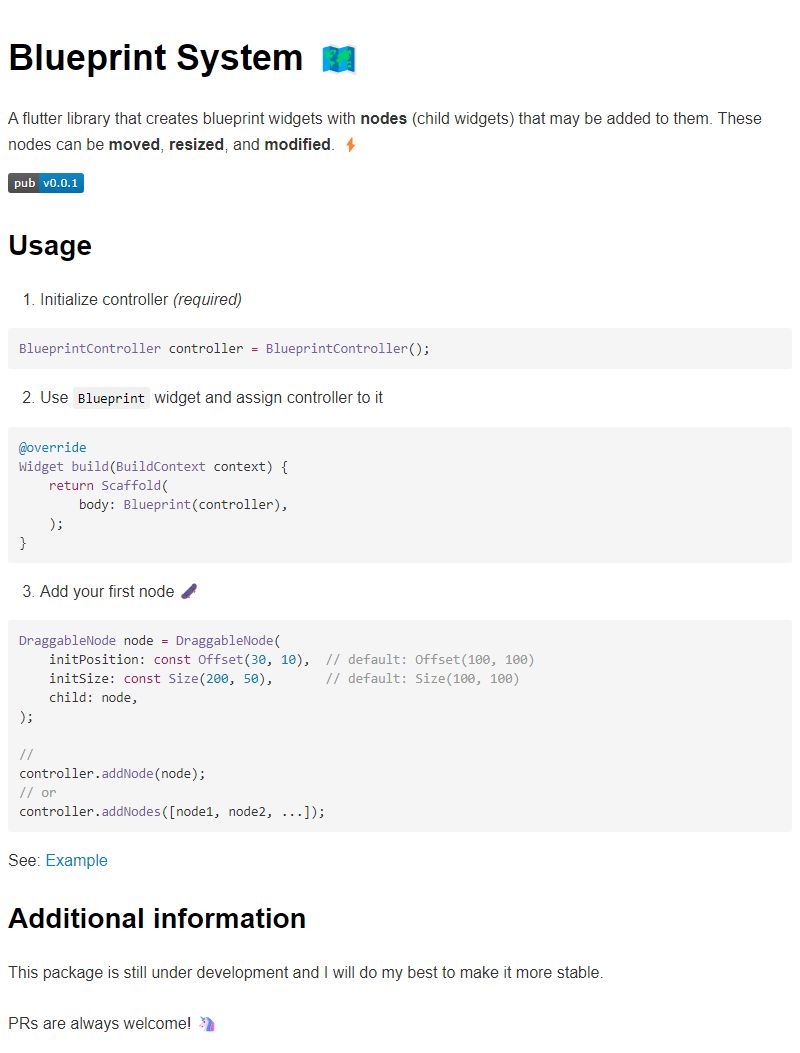 Blueprint System
A flutter library that creates blueprint widgets with nodes (child widgets) that may be added to them. These
nodes can be moved, resized, and modified.
pub v0.0.1
Usage
1. Initialize controller (required)
BlueprintController controller = BlueprintController();
2. Use Blueprint widget and assign controller to it
@override
Widget build(BuildContext context) {
    return Scaffold(
        body: Blueprint(controller),
    );
}
3. Add your first node
DraggableNode node = DraggableNode(
    initPosition: const Offset(30, 10),  // default: Offset(100, 100)
    initSize: const Size(200, 50),       // default: Size(100, 100)
    child: node,
);
//
controller.addNode(node);
// or
controller.addNodes([node1, node2, ...]);
See: Example
Additional information
This package is still under development and I will do my best to make it more stable.
PRs are always welcome!